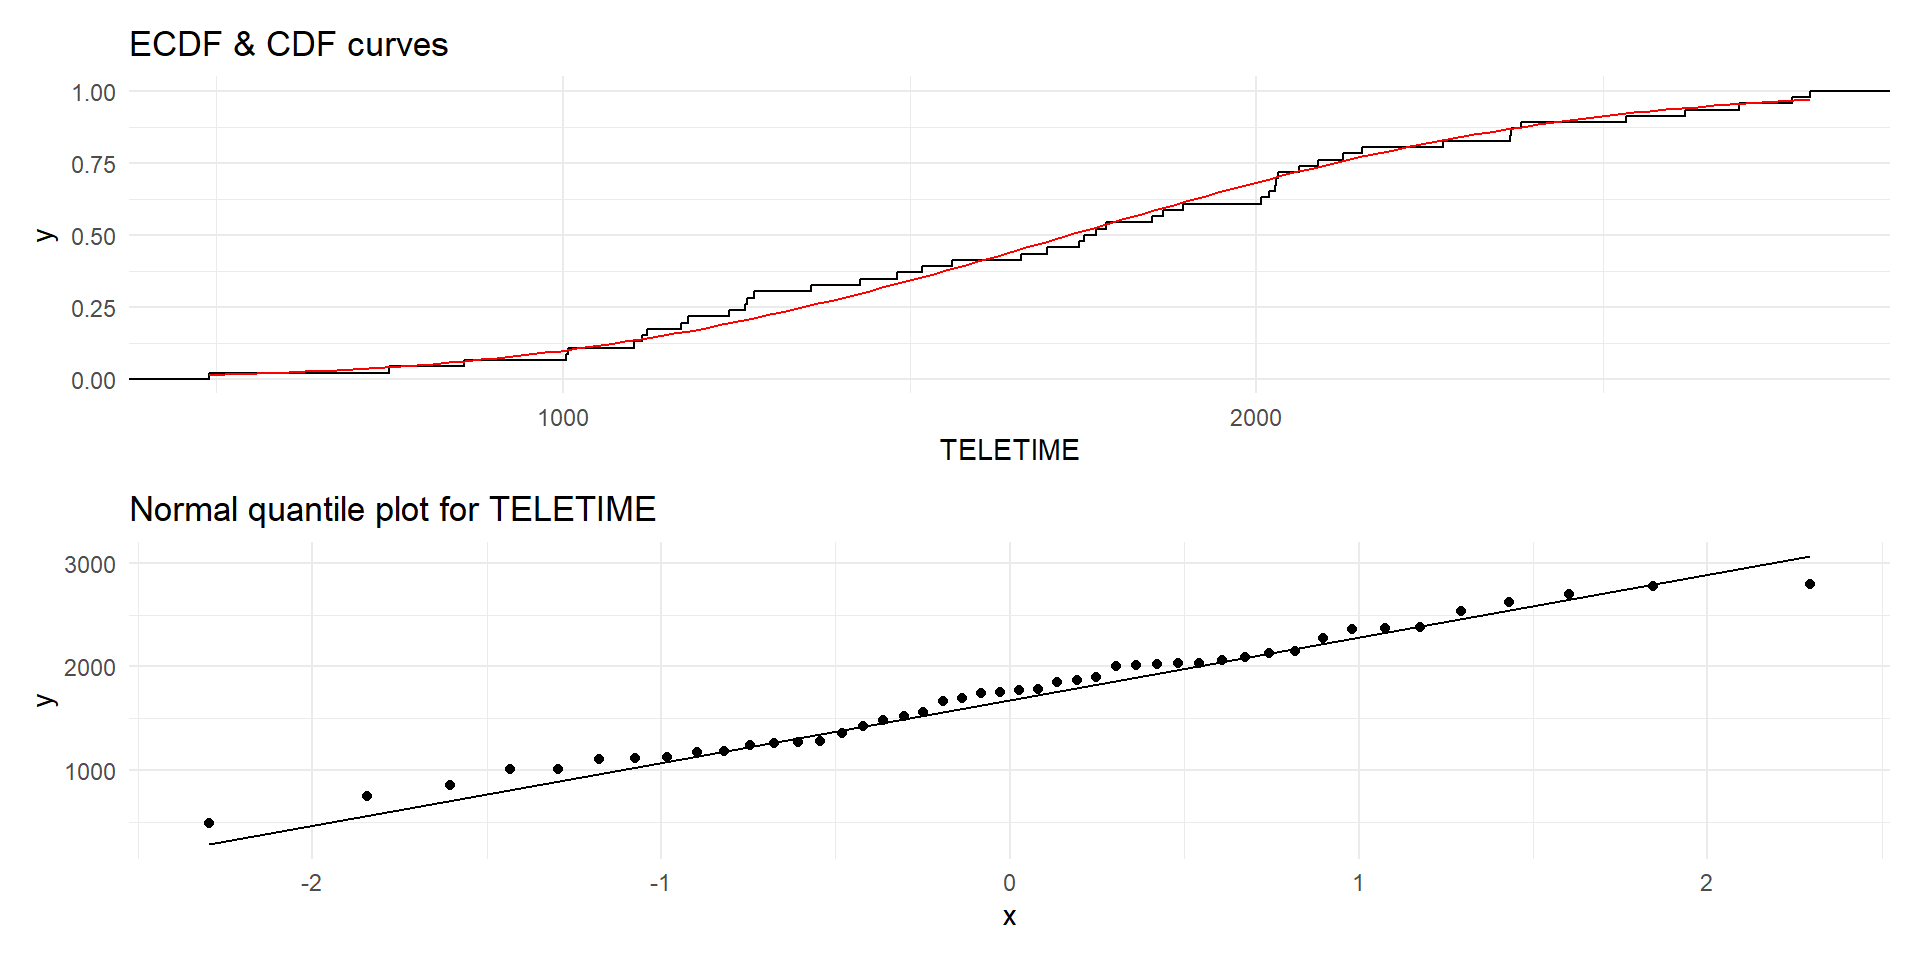 ECDF & CDF curves
1.00
0.75
0.50
0.25
0.00
y
1000 2000
TELETIME
Normal quantile plot for TELETIME
3000
2000
1000
y
-2 -1 0 1 2
x